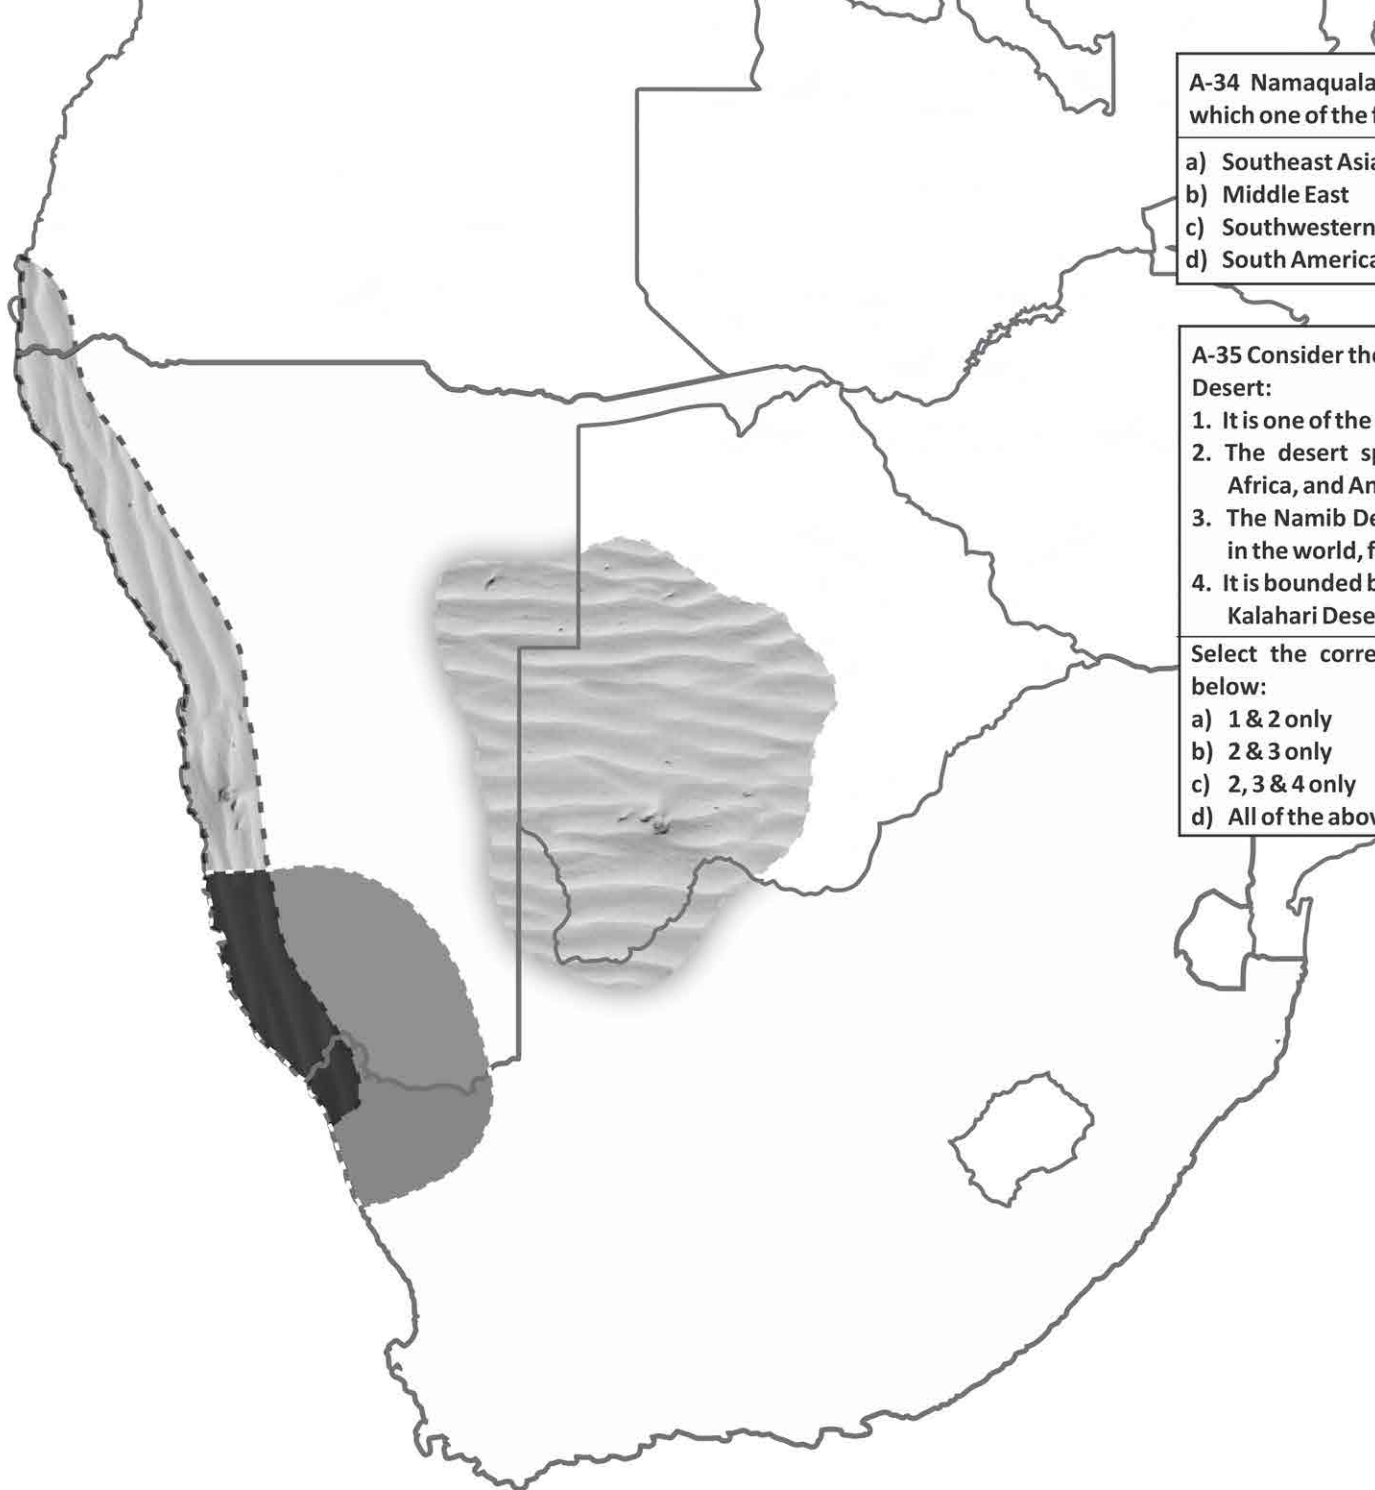 A-34 Namaquala
which one of the f
a) Southeast Asia
b) Middle East
c) Southwestern
d) South America
A-35 Consider the
Desert:
1. It is one of the
2. The desert sp
Africa, and An
3. The Namib De
in the world, f
4. It is bounded b
Kalahari Dese
Select the corre
below:
a) 1 & 2 only
b) 2 & 3 only
c) 2, 3 & 4 only
d) All of the abov